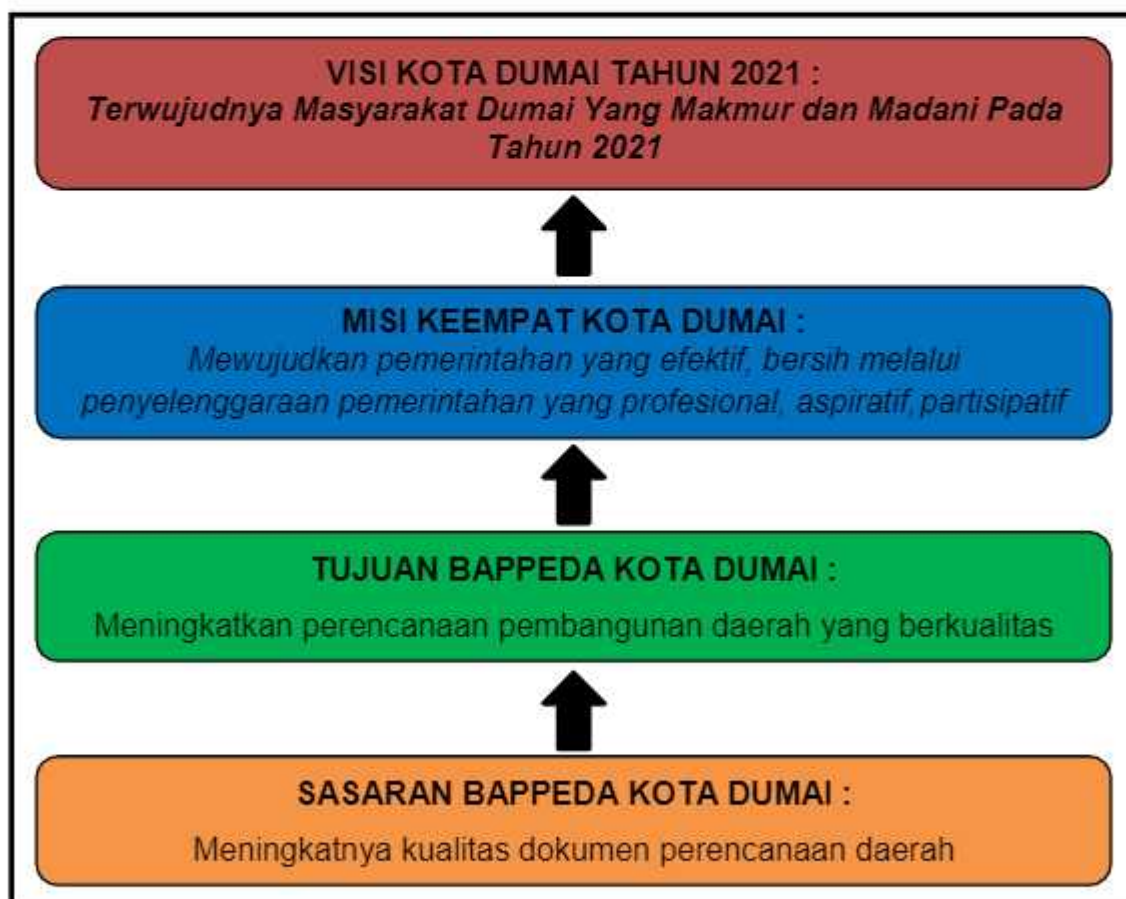 VISI KOTA DUMAI TAHUN 2021 :
Terwujudnya Masyarakat Dumai Yang Makmur dan Madani Pada
Tahun 2021
MISI KEEMPAT KOTA DUMAI :
Mewujudkan pemerintahan yang efektif, bersih melalui
penyelenggaraan pemerintahan yang profesional, aspiratif, partisipatif
TUJUAN BAPPEDA KOTA DUMAI :
Meningkatkan perencanaan pembangunan daerah yang berkualitas
SASARAN BAPPEDA KOTA DUMAI :
Meningkatnya kualitas dokumen perencanaan daerah